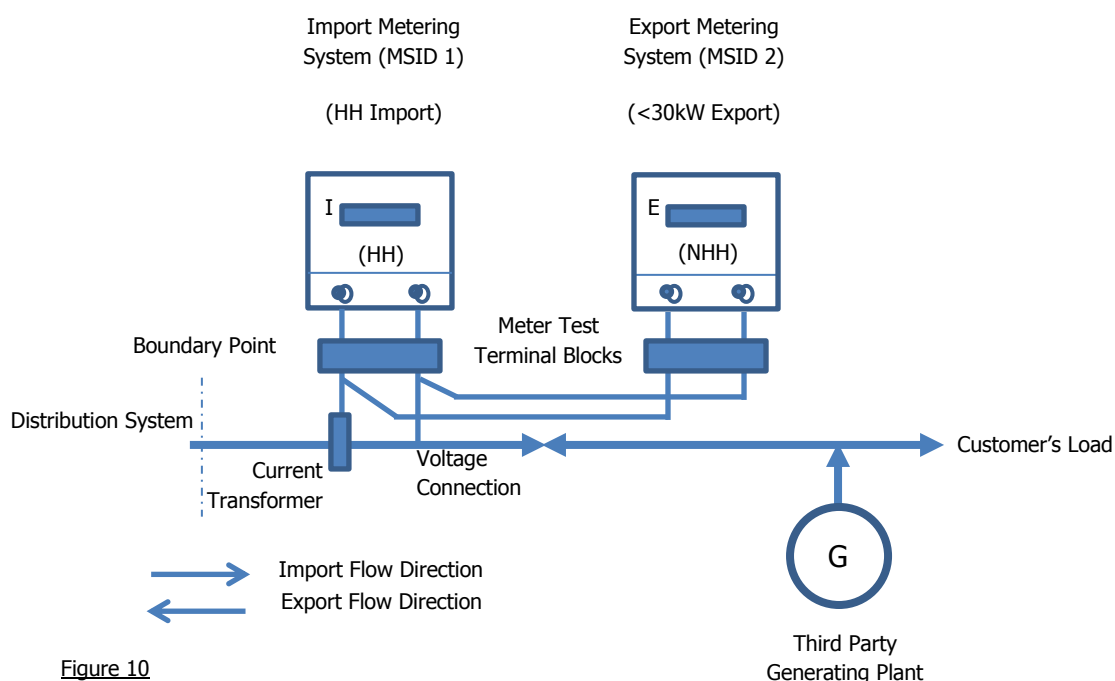 Import Metering
System (MSID 1)
(HH Import)
Export Metering
System (MSID 2)
(<30kW Export)
I
(HH)
E
(NHH)
Meter Test
Terminal Blocks
Boundary Point
Distribution System
Current
Transformer
Voltage
Connection
Customer's Load
G
Import Flow Direction
Export Flow Direction
Third Party
Generating Plant
Figure 10